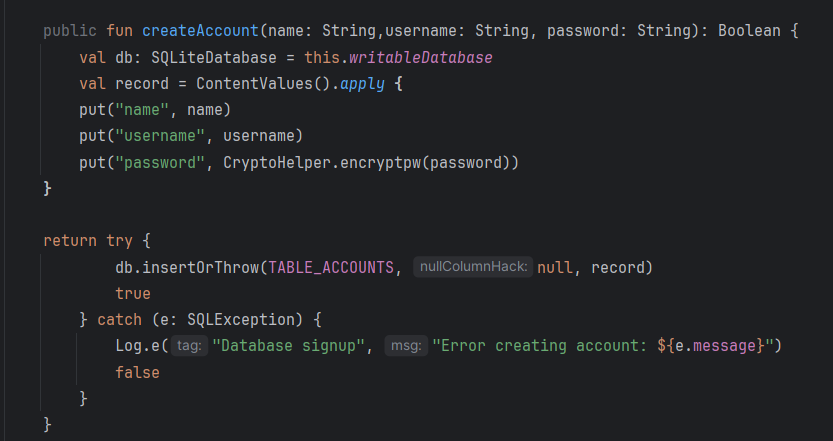 public fun createAccount(name: String,username: String, password: String): Boolean {
    val db: SQLiteDatabase = this.writableDatabase
    val record = ContentValues().apply {
    put("name", name)
    put("username", username)
    put("password", CryptoHelper.encryptpw(password))
}

return try {
        db.insertOrThrow(TABLE_ACCOUNTS, nullColumnHack: null, record)
        true
    } catch (e: SQLException) {
        Log.e( tag: "Database signup", msg: "Error creating account: ${e.message}")
        false
    }
}